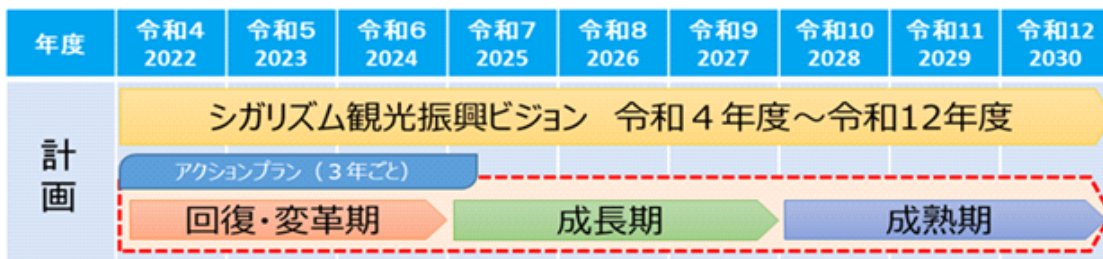 年度 令和4 令和5 令和6 令和7 令和8 令和9 令和10 令和11 令和12
2022 2023 2024 2025 2026 2027 2028 2029 2030
計画
シガリズム観光振興ビジョン 令和４年度～令和12年度
アクションプラン（３年ごと）
回復・変革期 成長期 成熟期